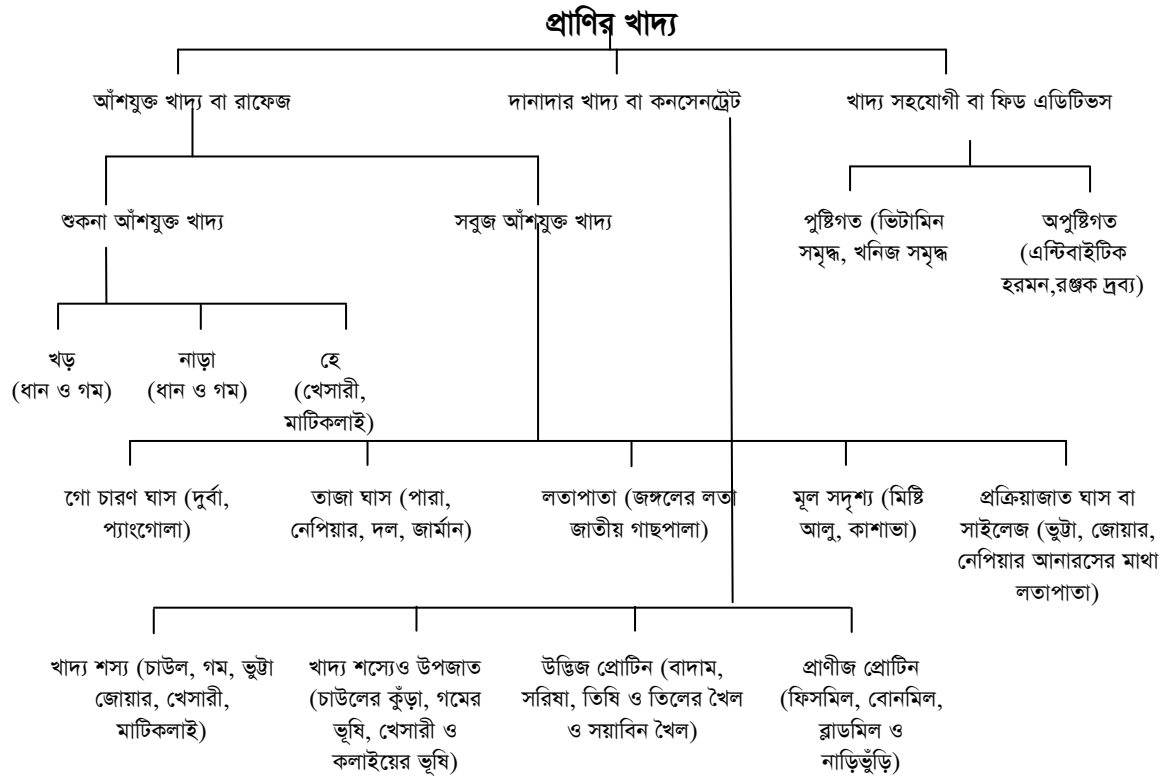 প্রাণির খাদ্য
আঁশযুক্ত খাদ্য বা রাফেজ
দানাদার খাদ্য বা কনসেনট্রেট
খাদ্য সহযোগী বা ফিড এডিটিভস
শুকনা আঁশযুক্ত খাদ্য
সবুজ আঁশযুক্ত খাদ্য
পুষ্টিগত (ভিটামিন
সমৃদ্ধ, খনিজ সমৃদ্ধ
অপুষ্টিগত
(এন্টিবাইটিক
হরমন,রঞ্জক দ্রব্য)
খড়
(ধান ও গম)
নাড়া
(ধান ও গম)
হে
(খেসারী,
মাটিকলাই)
গো চারণ ঘাস (দুর্বা,
প্যাংগোলা)
তাজা ঘাস (পারা,
নেপিয়ার, দল, জার্মান)
লতাপাতা (জঙ্গলের লতা
জাতীয় গাছপালা)
মূল সদৃশ্য (মিষ্টি
আলু, কাশাভা)
প্রক্রিয়াজাত ঘাস বা
সাইলেজ (ভুট্টা, জোয়ার,
নেপিয়ার আনারসের মাথা
লতাপাতা)
খাদ্য শস্য (চাউল, গম, ভুট্টা
জোয়ার, খেসারী,
মাটিকলাই)
খাদ্য শস্যেও উপজাত
(চাউলের কুঁড়া, গমের
ভূষি, খেসারী ও
কলাইয়ের ভূষি)
উদ্ভিজ প্রোটিন (বাদাম,
সরিষা, তিষি ও তিলের খৈল
ও সয়াবিন খৈল)
প্রাণীজ প্রোটিন
(ফিসমিল, বোনমিল,
ব্লাডমিল ও
নাড়িভুঁড়ি)